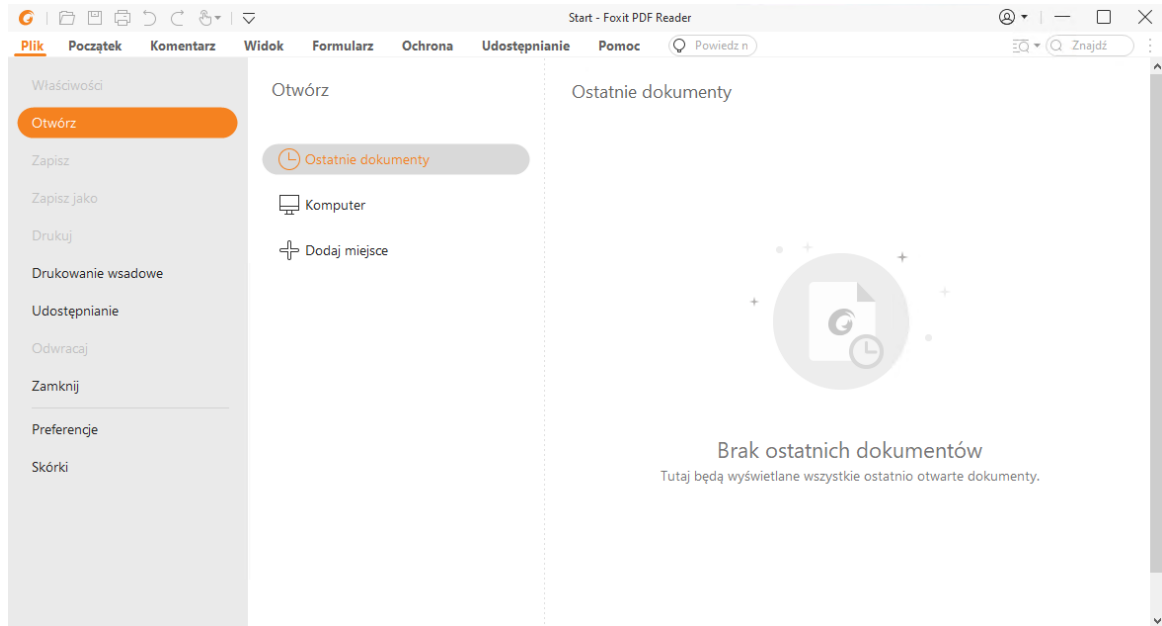 Start - Foxit PDF Reader
Plik Początek Komentarz Widok Formularz Ochrona Udostępnianie Pomoc Powiedz n Znajdź
Właściwości
Otwórz
Zapisz
Zapisz jako
Drukuj
Drukowanie wsadowe
Udostępnianie
Odwracaj
Zamknij
Preferencje
Skórki
Otwórz
Ostatnie dokumenty
Komputer
Dodaj miejsce
Ostatnie dokumenty
Brak ostatnich dokumentów
Tutaj będą wyświetlane wszystkie ostatnio otwarte dokumenty.